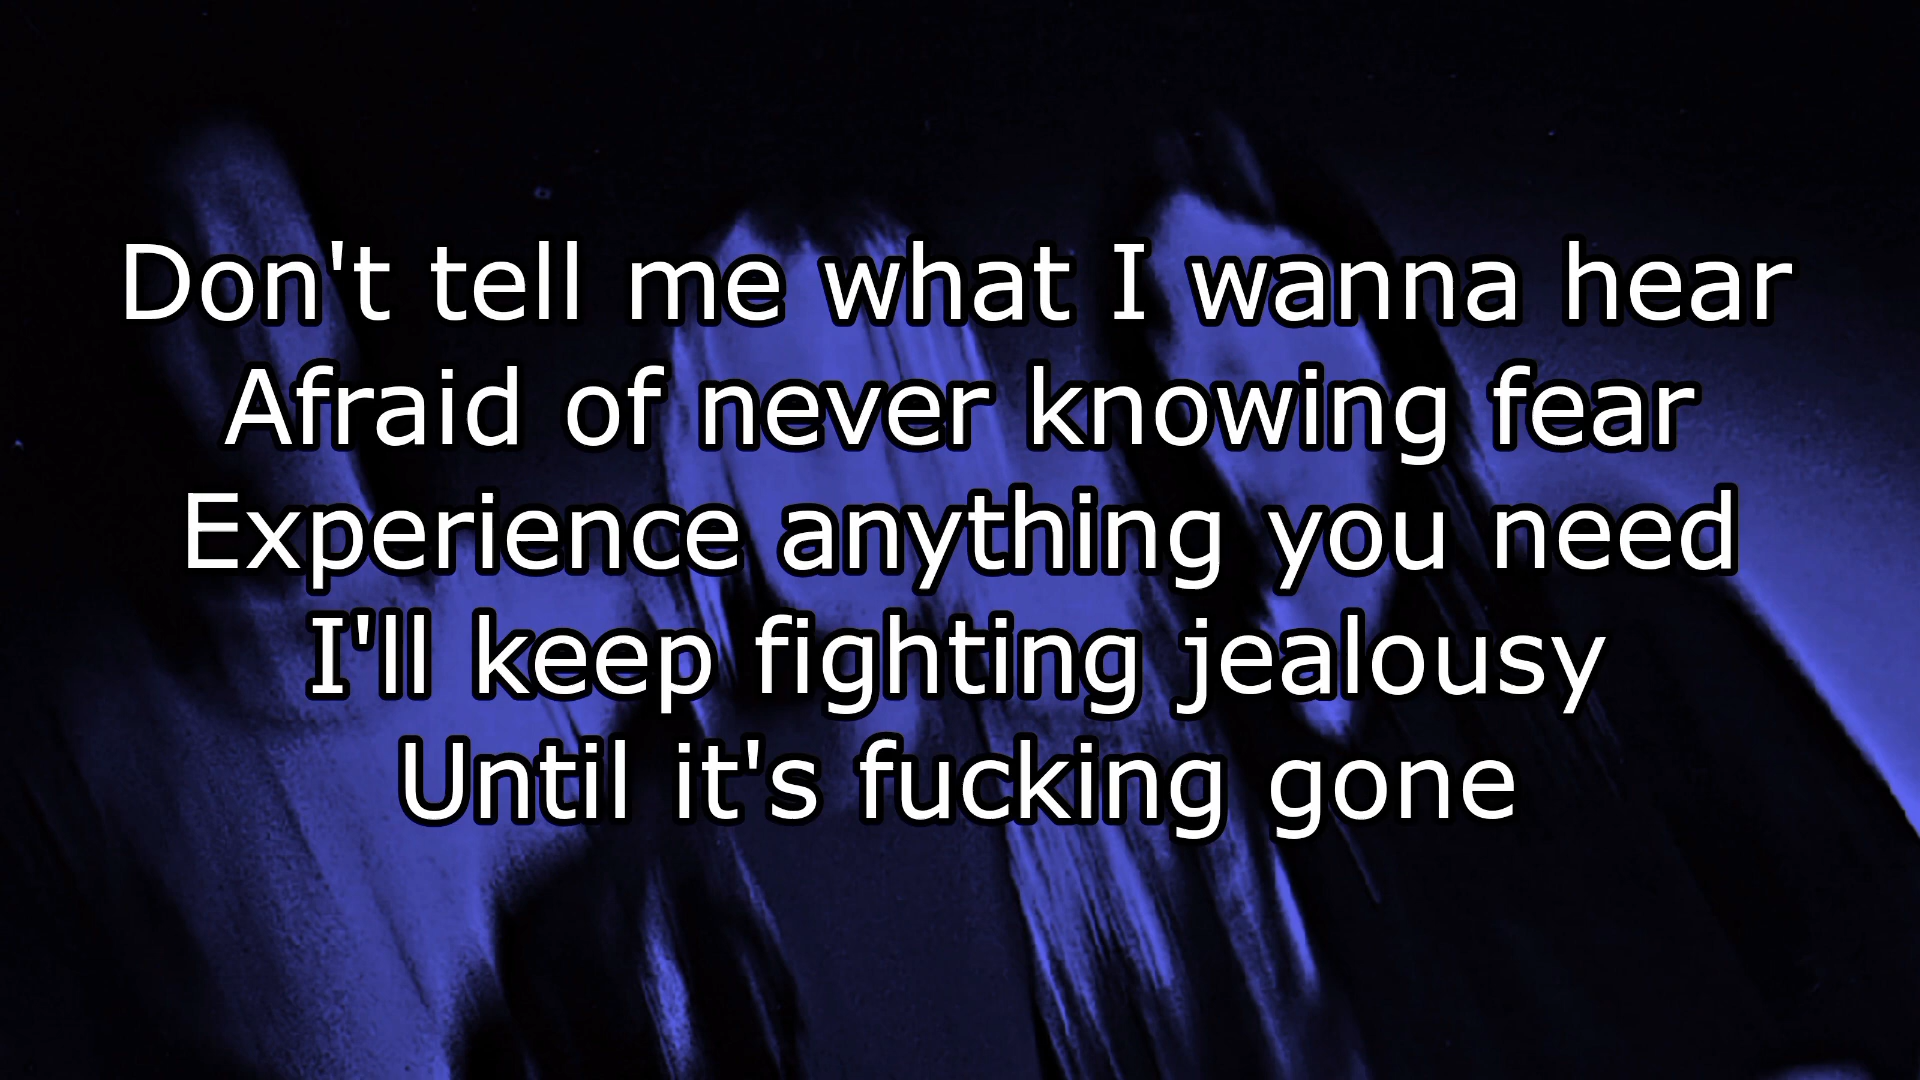 Don't tell me what I wanna hear
Afraid of never knowing fear
Experience anything you need
I'll keep fighting jealousy
Until it's fucking gone